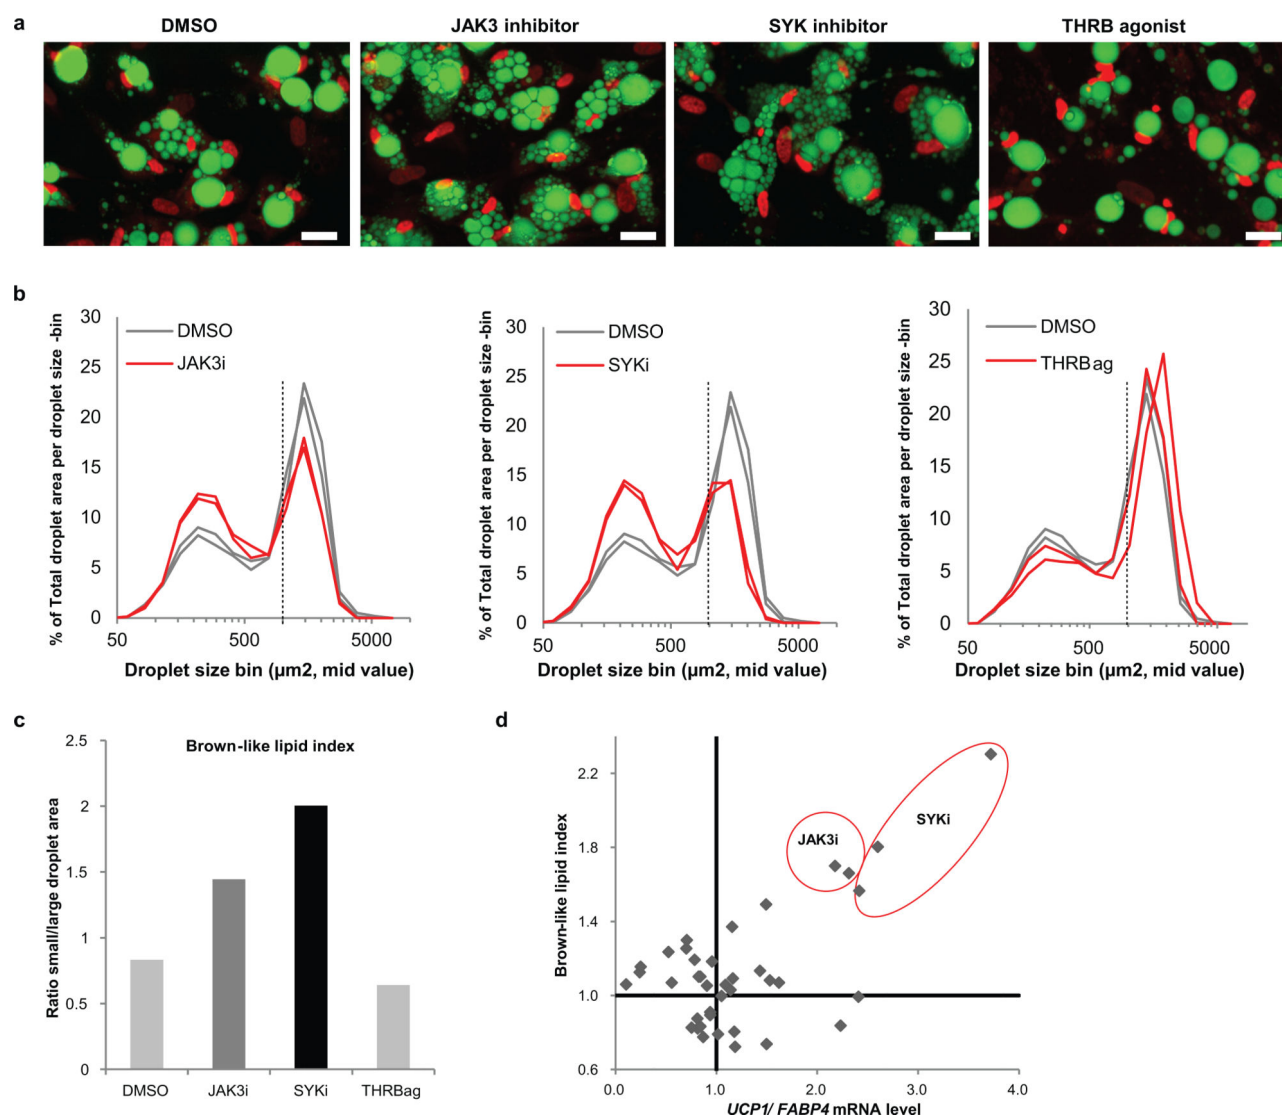 a
DMSO
JAK3 inhibitor
SYK inhibitor
THRB agonist
b
% of Total droplet area per droplet size -bin
30
25
20
15
10
5
0
DMSO
JAK3i
50
500
5000
Droplet size bin (µm2, mid value)
% of Total droplet area per droplet size -bin
30
25
20
15
10
5
0
DMSO
SYKi
50
500
5000
Droplet size bin (µm2, mid value)
% of Total droplet area per droplet size -bin
30
25
20
15
10
5
0
DMSO
THRBag
50
500
5000
Droplet size bin (µm2, mid value)
c
Brown-like lipid index
Ratio small/large droplet area
2.5
2
1.5
1
0.5
0
DMSO
JAK3i
SYKi
THRBag
d
Brown-like lipid index
2.2
1.8
1.4
1.0
0.6
JAK3i
SYKi
0.0
1.0
2.0
3.0
4.0
UCP1/ FABP4 mRNA level